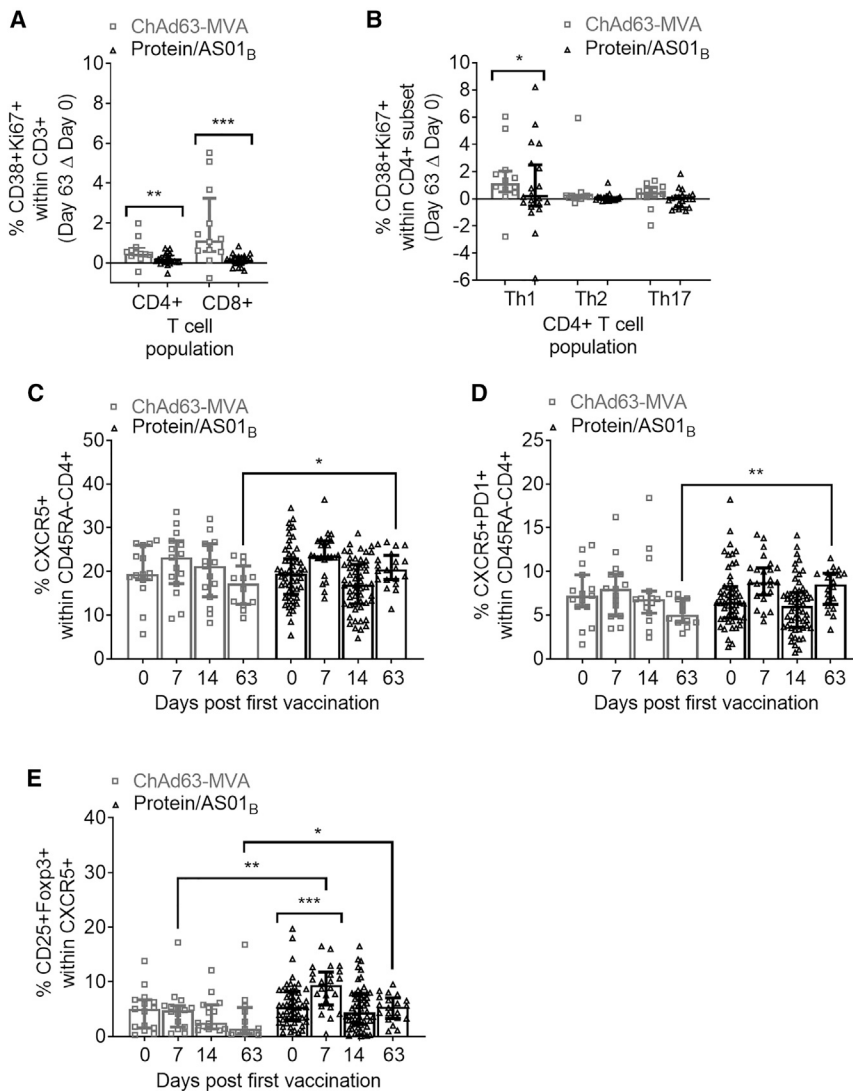 A
ChAd63-MVA
Protein/AS01B
% CD38+Ki67+
within CD3+
(Day 63 Δ Day 0)
10
8
6
4
2
0
**
***
CD4+ CD8+
T cell
population
B
ChAd63-MVA
Protein/AS01B
% CD38+Ki67+
within CD4+ subset
(Day 63 Δ Day 0)
10
8
6
4
2
0
-2
-4
-6
*
Th1 Th2 Th17
CD4+ T cell
population
C
ChAd63-MVA
Protein/AS01B
% CXCR5+
within CD45RA-CD4+
50
40
30
20
10
0
*
0 7 14 63 0 7 14 63
Days post first vaccination
D
ChAd63-MVA
Protein/AS01B
% CXCR5+PD1+
within CD45RA-CD4+
25
20
15
10
5
0
**
0 7 14 63 0 7 14 63
Days post first vaccination
E
ChAd63-MVA
Protein/AS01B
% CD25+Foxp3+
within CXCR5+
40
30
20
10
0
*
**
***
0 7 14 63 0 7 14 63
Days post first vaccination